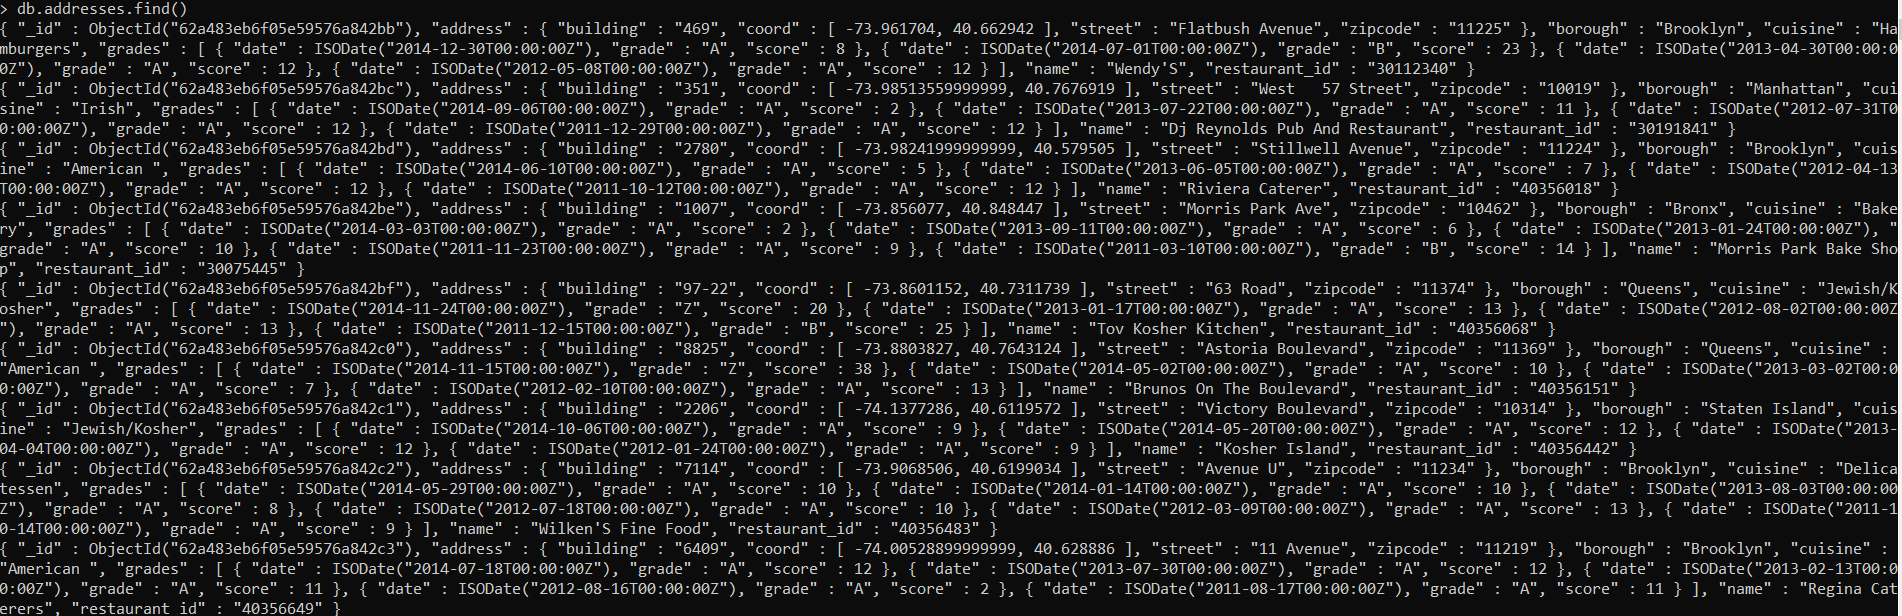 > db.addresses.find()
{ "_id" : ObjectId("62a483eb6f05e59576a842bb"), "address" : { "building" : "469", "coord" : [ -73.961704, 40.662942 ], "street" : "Flatbush Avenue", "zipcode" : "11225" }, "borough" : "Brooklyn", "cuisine" : "Ha
mburgers", "grades" : [ { "date" : ISODate("2014-12-30T00:00:00Z"), "grade" : "A", "score" : 8 }, { "date" : ISODate("2014-07-01T00:00:00Z"), "grade" : "B", "score" : 23 }, { "date" : ISODate("2013-04-30T00:00:0
0Z"), "grade" : "A", "score" : 12 }, { "date" : ISODate("2012-05-08T00:00:00Z"), "grade" : "A", "score" : 12 } ], "name" : "Wendy'S", "restaurant_id" : "30112340" }
{ "_id" : ObjectId("62a483eb6f05e59576a842bc"), "address" : { "building" : "351", "coord" : [ -73.98513559999999, 40.7676919 ], "street" : "West   57 Street", "zipcode" : "10019" }, "borough" : "Manhattan", "cui
sine" : "Irish", "grades" : [ { "date" : ISODate("2014-09-06T00:00:00Z"), "grade" : "A", "score" : 2 }, { "date" : ISODate("2013-07-22T00:00:00Z"), "grade" : "A", "score" : 11 }, { "date" : ISODate("2012-07-31T0
0:00:00Z"), "grade" : "A", "score" : 12 }, { "date" : ISODate("2011-12-29T00:00:00Z"), "grade" : "A", "score" : 12 } ], "name" : "Dj Reynolds Pub And Restaurant", "restaurant_id" : "30191841" }
{ "_id" : ObjectId("62a483eb6f05e59576a842bd"), "address" : { "building" : "2780", "coord" : [ -73.98241999999999, 40.579505 ], "street" : "Stillwell Avenue", "zipcode" : "11224" }, "borough" : "Brooklyn", "cuis
ine" : "American ", "grades" : [ { "date" : ISODate("2014-06-10T00:00:00Z"), "grade" : "A", "score" : 5 }, { "date" : ISODate("2013-06-05T00:00:00Z"), "grade" : "A", "score" : 7 }, { "date" : ISODate("2012-04-13
T00:00:00Z"), "grade" : "A", "score" : 12 }, { "date" : ISODate("2011-10-12T00:00:00Z"), "grade" : "A", "score" : 12 } ], "name" : "Riviera Caterer", "restaurant_id" : "40356018" }
{ "_id" : ObjectId("62a483eb6f05e59576a842be"), "address" : { "building" : "1007", "coord" : [ -73.856077, 40.848447 ], "street" : "Morris Park Ave", "zipcode" : "10462" }, "borough" : "Bronx", "cuisine" : "Bake
ry", "grades" : [ { "date" : ISODate("2014-03-03T00:00:00Z"), "grade" : "A", "score" : 2 }, { "date" : ISODate("2013-09-11T00:00:00Z"), "grade" : "A", "score" : 6 }, { "date" : ISODate("2013-01-24T00:00:00Z"), "
grade" : "A", "score" : 10 }, { "date" : ISODate("2011-11-23T00:00:00Z"), "grade" : "A", "score" : 9 }, { "date" : ISODate("2011-03-10T00:00:00Z"), "grade" : "B", "score" : 14 } ], "name" : "Morris Park Bake Sho
p", "restaurant_id" : "30075445" }
{ "_id" : ObjectId("62a483eb6f05e59576a842bf"), "address" : { "building" : "97-22", "coord" : [ -73.8601152, 40.7311739 ], "street" : "63 Road", "zipcode" : "11374" }, "borough" : "Queens", "cuisine" : "Jewish/K
osher", "grades" : [ { "date" : ISODate("2014-11-24T00:00:00Z"), "grade" : "Z", "score" : 20 }, { "date" : ISODate("2013-01-17T00:00:00Z"), "grade" : "A", "score" : 13 }, { "date" : ISODate("2012-08-02T00:00:00Z
"), "grade" : "A", "score" : 13 }, { "date" : ISODate("2011-12-15T00:00:00Z"), "grade" : "B", "score" : 25 } ], "name" : "Tov Kosher Kitchen", "restaurant_id" : "40356068" }
{ "_id" : ObjectId("62a483eb6f05e59576a842c0"), "address" : { "building" : "8825", "coord" : [ -73.8803827, 40.7643124 ], "street" : "Astoria Boulevard", "zipcode" : "11369" }, "borough" : "Queens", "cuisine" :
"American ", "grades" : [ { "date" : ISODate("2014-11-15T00:00:00Z"), "grade" : "Z", "score" : 38 }, { "date" : ISODate("2014-05-02T00:00:00Z"), "grade" : "A", "score" : 10 }, { "date" : ISODate("2013-03-02T00:0
0:00Z"), "grade" : "A", "score" : 7 }, { "date" : ISODate("2012-02-10T00:00:00Z"), "grade" : "A", "score" : 13 } ], "name" : "Brunos On The Boulevard", "restaurant_id" : "40356151" }
{ "_id" : ObjectId("62a483eb6f05e59576a842c1"), "address" : { "building" : "2206", "coord" : [ -74.1377286, 40.6119572 ], "street" : "Victory Boulevard", "zipcode" : "10314" }, "borough" : "Staten Island", "cuis
ine" : "Jewish/Kosher", "grades" : [ { "date" : ISODate("2014-10-06T00:00:00Z"), "grade" : "A", "score" : 9 }, { "date" : ISODate("2014-05-20T00:00:00Z"), "grade" : "A", "score" : 12 }, { "date" : ISODate("2013-
04-04T00:00:00Z"), "grade" : "A", "score" : 12 }, { "date" : ISODate("2012-01-24T00:00:00Z"), "grade" : "A", "score" : 9 } ], "name" : "Kosher Island", "restaurant_id" : "40356442" }
{ "_id" : ObjectId("62a483eb6f05e59576a842c2"), "address" : { "building" : "7114", "coord" : [ -73.9068506, 40.6199034 ], "street" : "Avenue U", "zipcode" : "11234" }, "borough" : "Brooklyn", "cuisine" : "Delica
tessen", "grades" : [ { "date" : ISODate("2014-05-29T00:00:00Z"), "grade" : "A", "score" : 10 }, { "date" : ISODate("2014-01-14T00:00:00Z"), "grade" : "A", "score" : 10 }, { "date" : ISODate("2013-08-03T00:00:00
Z"), "grade" : "A", "score" : 8 }, { "date" : ISODate("2012-07-18T00:00:00Z"), "grade" : "A", "score" : 10 }, { "date" : ISODate("2012-03-09T00:00:00Z"), "grade" : "A", "score" : 13 }, { "date" : ISODate("2011-1
0-14T00:00:00Z"), "grade" : "A", "score" : 9 } ], "name" : "Wilken'S Fine Food", "restaurant_id" : "40356483" }
{ "_id" : ObjectId("62a483eb6f05e59576a842c3"), "address" : { "building" : "6409", "coord" : [ -74.00528899999999, 40.628886 ], "street" : "11 Avenue", "zipcode" : "11219" }, "borough" : "Brooklyn", "cuisine" :
"American ", "grades" : [ { "date" : ISODate("2014-07-18T00:00:00Z"), "grade" : "A", "score" : 12 }, { "date" : ISODate("2013-07-30T00:00:00Z"), "grade" : "A", "score" : 12 }, { "date" : ISODate("2013-02-13T00:0
0:00Z"), "grade" : "A", "score" : 11 }, { "date" : ISODate("2012-08-16T00:00:00Z"), "grade" : "A", "score" : 2 }, { "date" : ISODate("2011-08-17T00:00:00Z"), "grade" : "A", "score" : 11 } ], "name" : "Regina Cat
erers", "restaurant_id" : "40356649" }